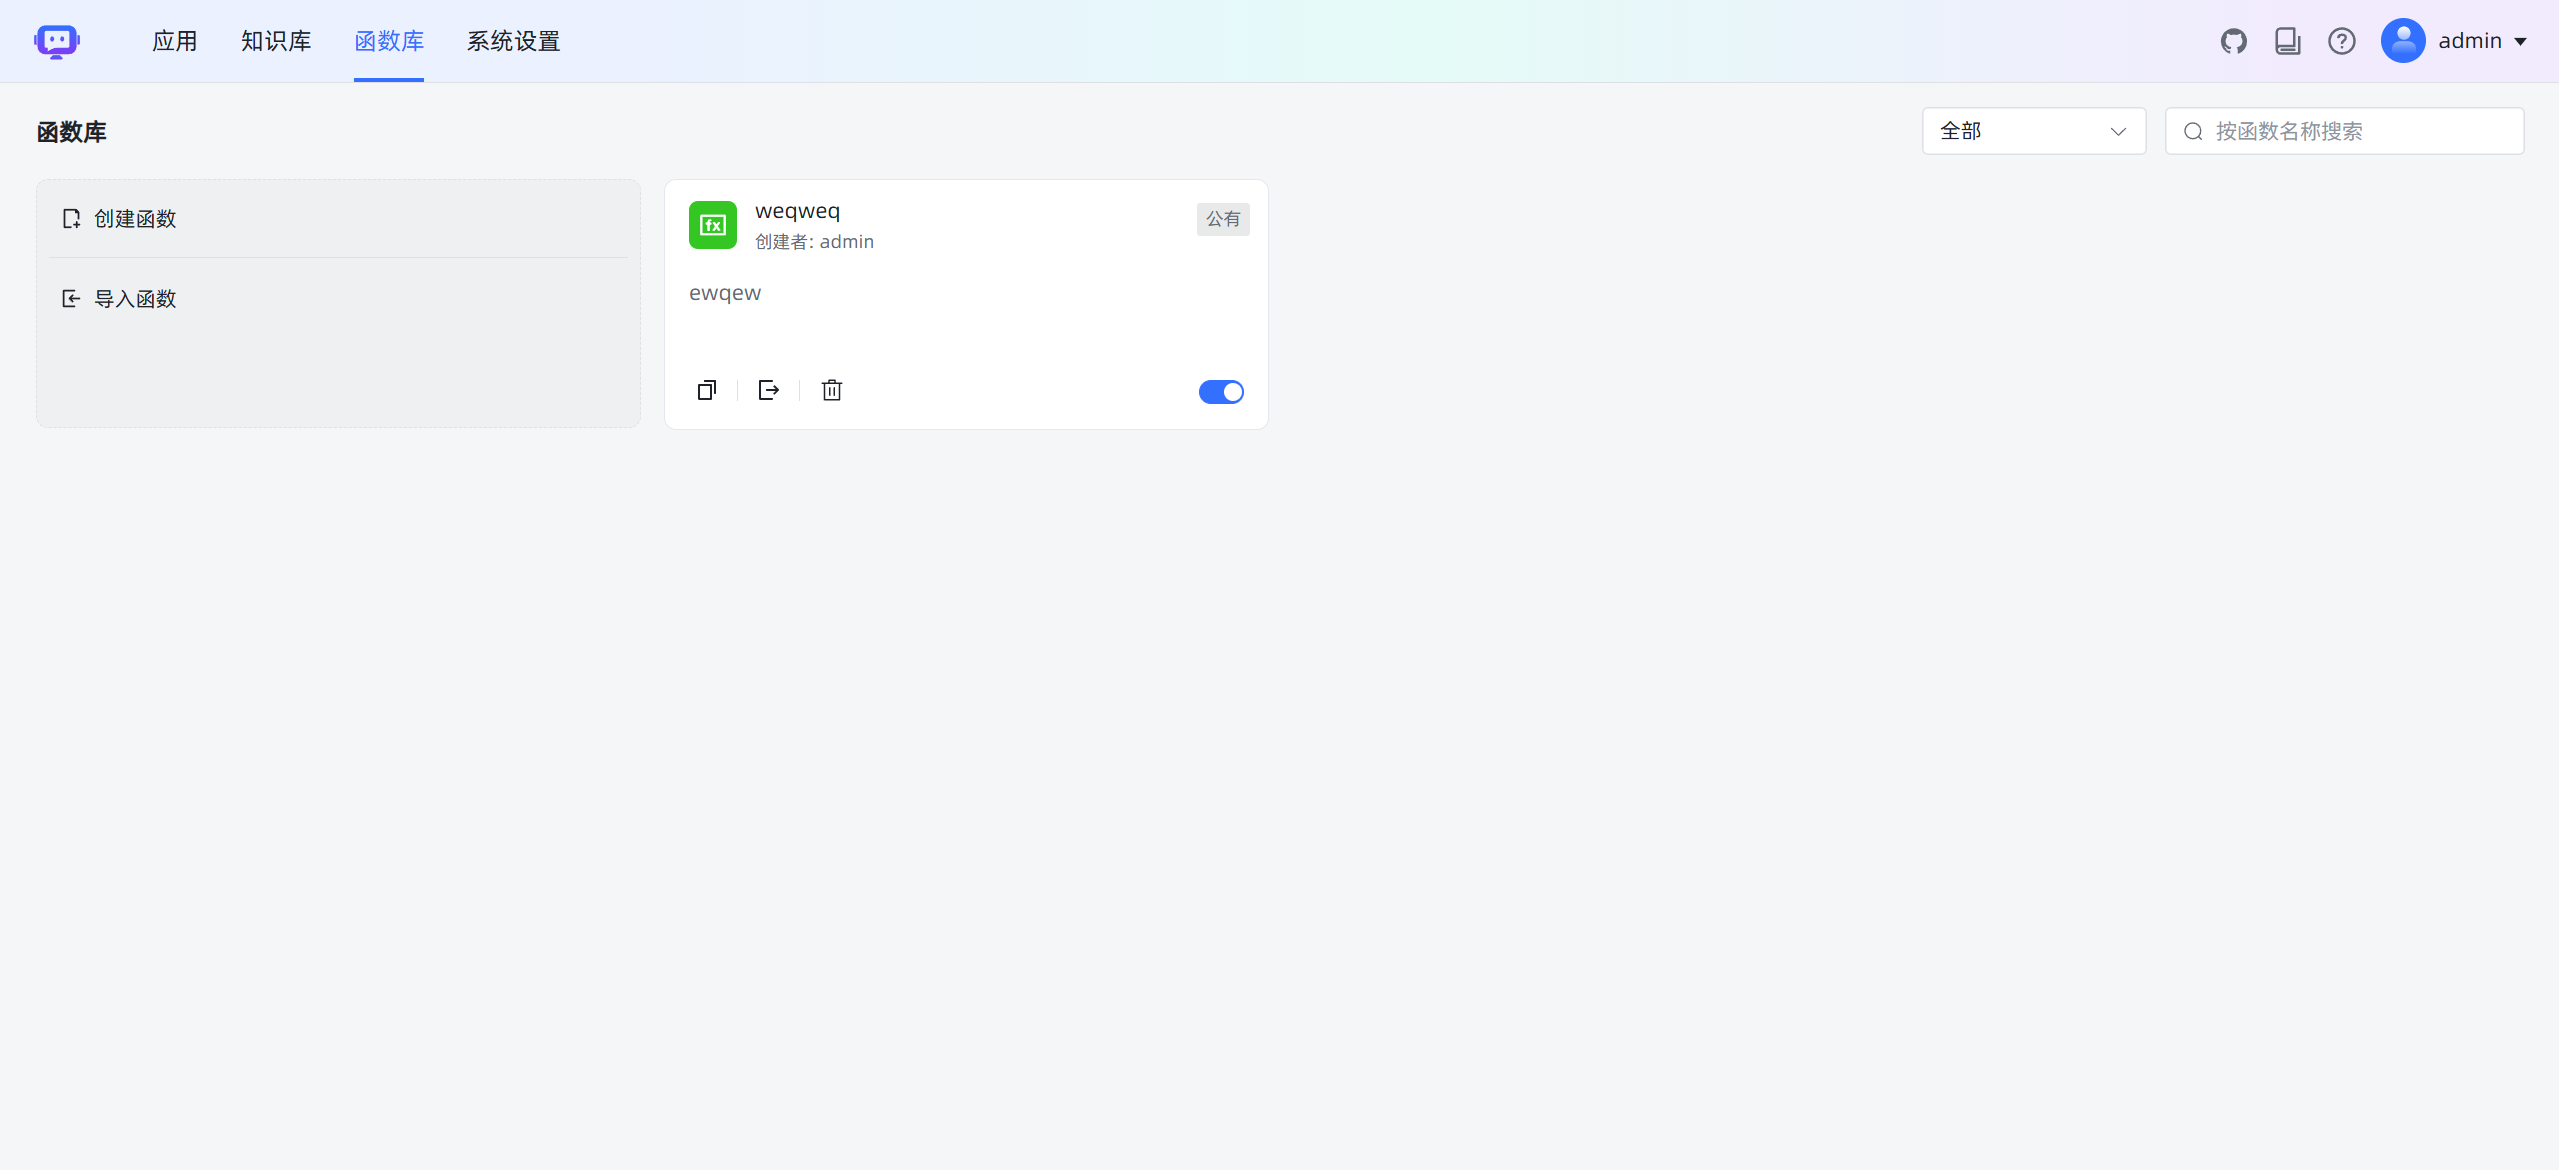 应用 知识库 函数库 系统设置 admin
函数库 全部 按函数名称搜索
创建函数
导入函数
fx weqweq 公有
创建者: admin
ewqew